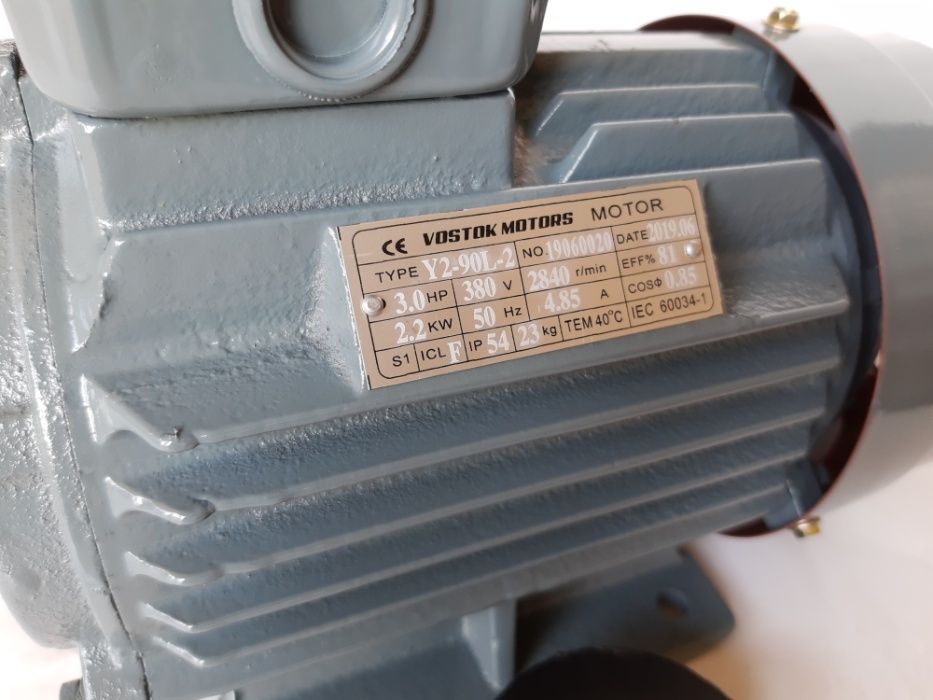 CE VOSTOK MOTORS MOTOR
TYPE Y2-90L-2 NO. 19060020 DATE 2019.06
3.0 HP 380 V 2840 r/min EFF% 81
2.2 KW 50 Hz 4.85 A COSΦ 0.85
S1 ICL F IP 54 23 kg TEM 40°C IEC 60034-1